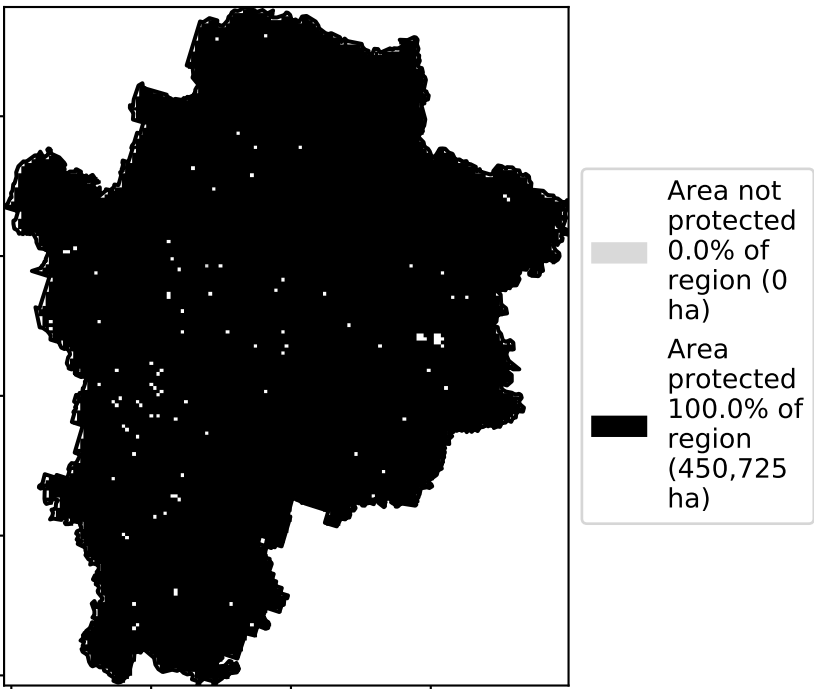 Area not
protected
0.0% of
region (0
ha)
Area
protected
100.0% of
region
(450,725
ha)